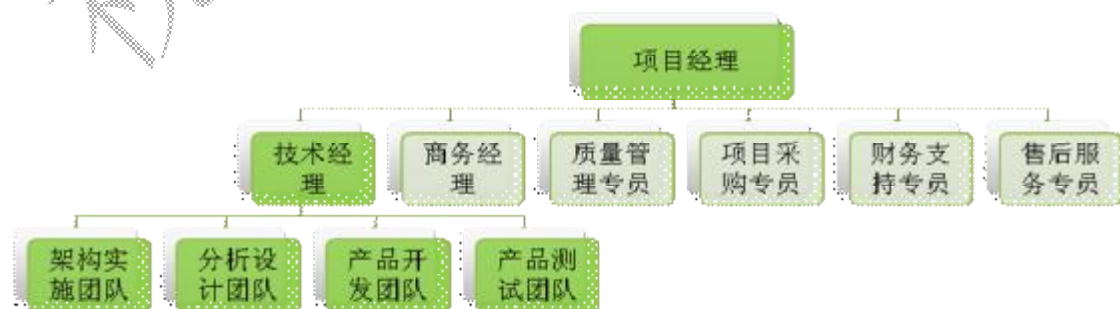 项目经理
技术经
理
商务经
理
质量管
理专员
项目采
购专员
财务支
持专员
售后服
务专员
架构实
施团队
分析设
计团队
产品开
发团队
产品测
试团队